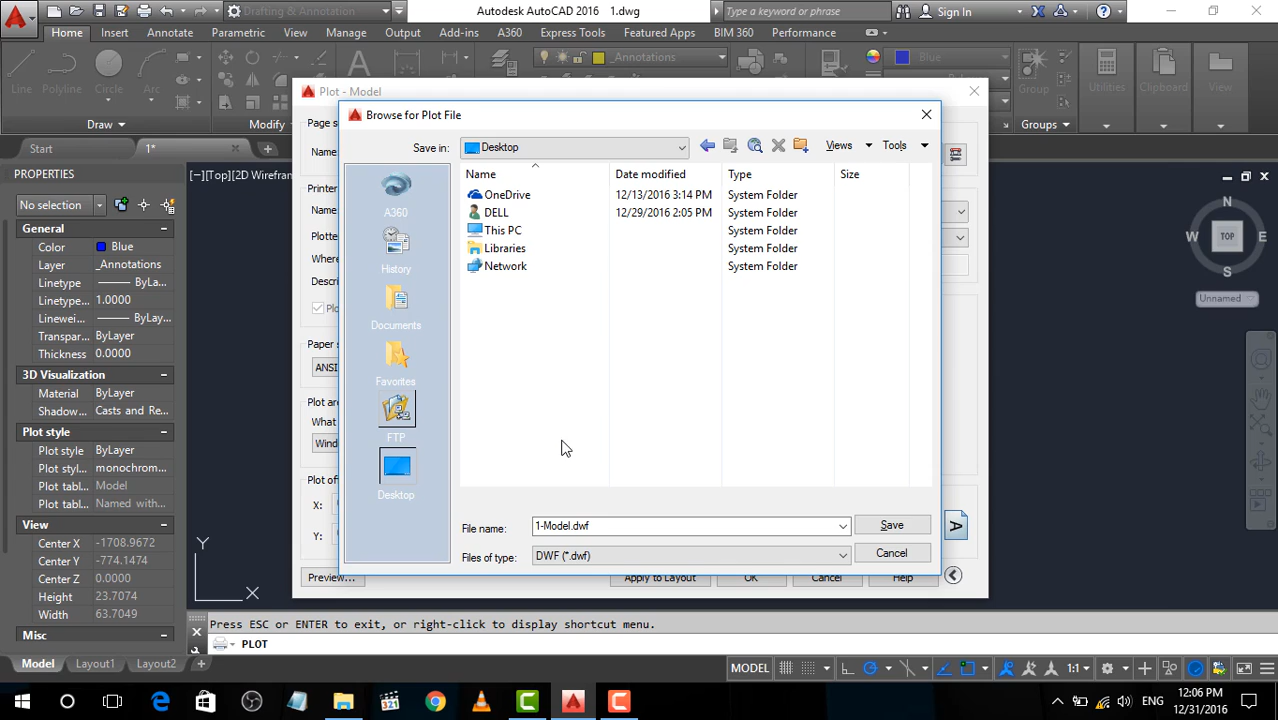 Drafting & Annotation
Autodesk AutoCAD 2016 1.dwg
Type a keyword or phrase
Sign In
Home Insert Annotate Parametric View Manage Output Add-ins A360 Express Tools Featured Apps BIM 360 Performance
_Annotations
Blue
Line Polyline Circle Arc
Group Utilities Clipboard View
Draw Modify Groups
Start 1*
[-][Top][2D Wirefran
PROPERTIES
No selection
General
Color Blue
Layer _Annotations
Linetype ByLa...
Linetype... 1.0000
Linewei... ByLay...
Transpar... ByLayer
Thickness 0.0000
3D Visualization
Material ByLayer
Shadow... Casts and Re...
Plot style
Plot style ByLayer
Plot styl... monochrom...
Plot tabl... Model
Plot tabl... Named with...
View
Center X -1708.9672
Center Y -774.1474
Center Z 0.0000
Height 23.7074
Width 63.7049
Misc
Plot - Model
Page s
Name
Printer
Name:
Plotte
Where
Descri
Plo
Paper s
ANSI
Plot are
What
Wind
Plot of
X:
Y:
Preview... Apply to Layout OK Cancel Help
Browse for Plot File
Save in: Desktop
Views Tools
Name Date modified Type Size
OneDrive 12/13/2016 3:14 PM System Folder
DELL 12/29/2016 2:05 PM System Folder
This PC System Folder
Libraries System Folder
Network System Folder
A360
History
Documents
Favorites
FTP
Desktop
File name: 1-Model.dwf Save
Files of type: DWF (*.dwf) Cancel
N
W TOP E
S
Unnamed
Y
X
Press ESC or ENTER to exit, or right-click to display shortcut menu.
PLOT
Model Layout1 Layout2 +
MODEL 1:1
321
ENG
12:06 PM
12/31/2016